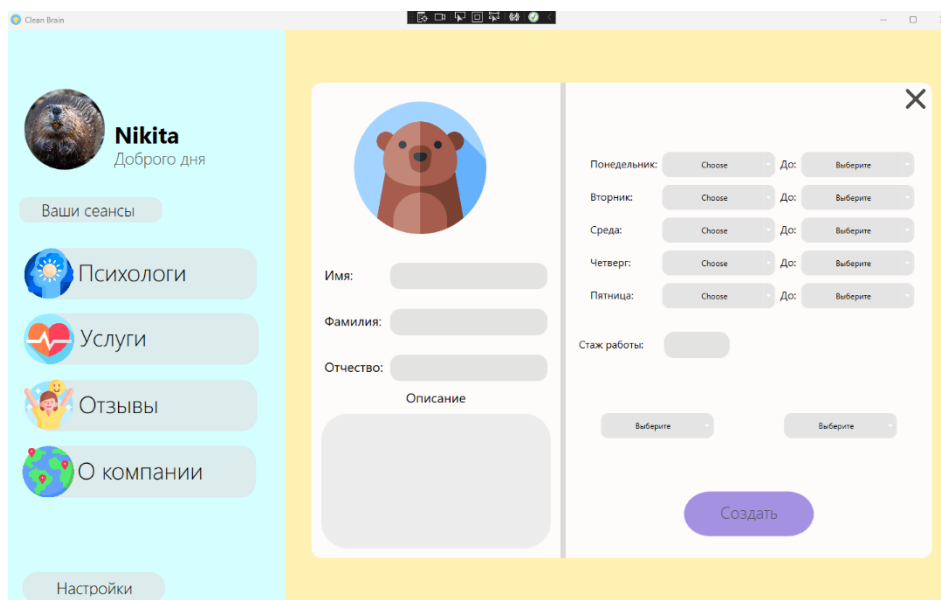 Clean Brain
Nikita
Доброго дня
Ваши сеансы
Психологи
Услуги
Отзывы
О компании
Настройки
Имя:
Фамилия:
Отчество:
Описание
Понедельник: Choose До: Выберите
Вторник: Choose До: Выберите
Среда: Choose До: Выберите
Четверг: Choose До: Выберите
Пятница: Choose До: Выберите
Стаж работы:
Выберите Выберите
Создать